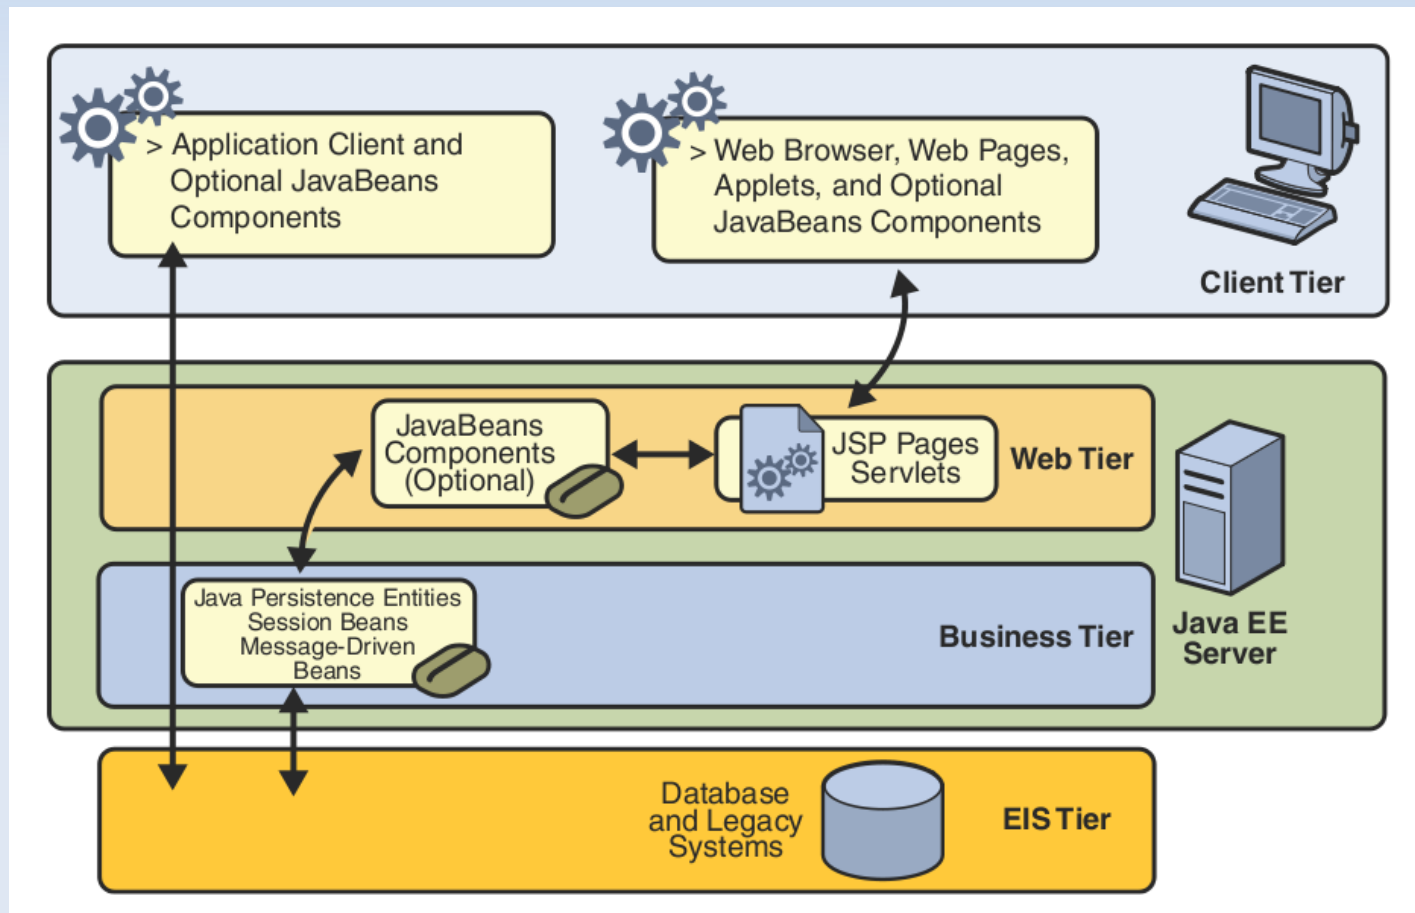 > Application Client and
Optional JavaBeans
Components
> Web Browser, Web Pages,
Applets, and Optional
JavaBeans Components
Client Tier
JavaBeans
Components
(Optional)
JSP Pages
Servlets
Web Tier
Java Persistence Entities
Session Beans
Message-Driven
Beans
Business Tier
Java EE
Server
Database
and Legacy
Systems
EIS Tier